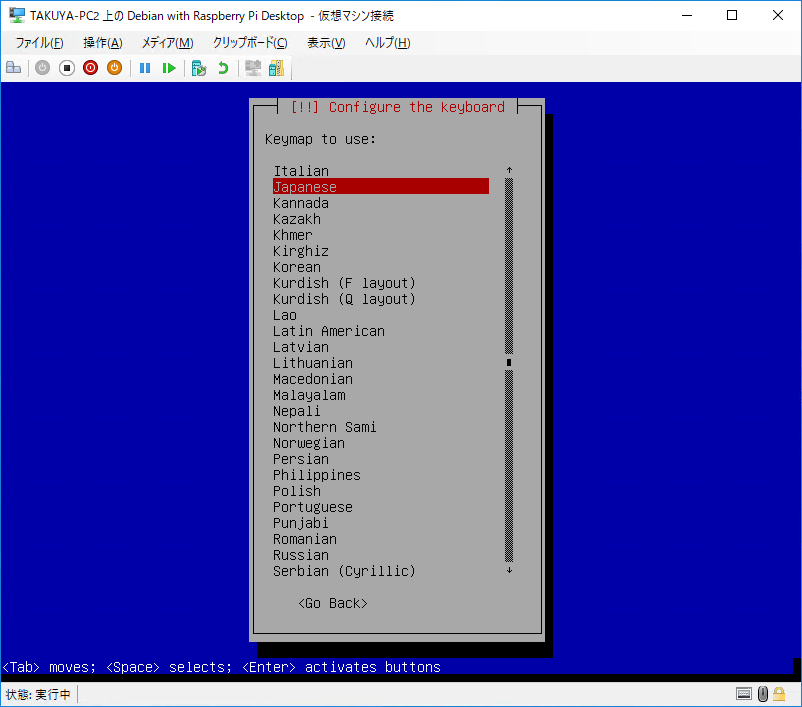 TAKUYA-PC2 上の Debian with Raspberry Pi Desktop - 仮想マシン接続
ファイル(F) 操作(A) メディア(M) クリップボード(C) 表示(V) ヘルプ(H)
[!!] Configure the keyboard
Keymap to use:
Italian
Japanese
Kannada
Kazakh
Khmer
Kirghiz
Korean
Kurdish (F layout)
Kurdish (Q layout)
Lao
Latin American
Latvian
Lithuanian
Macedonian
Malayalam
Nepali
Northern Sami
Norwegian
Persian
Philippines
Polish
Portuguese
Punjabi
Romanian
Russian
Serbian (Cyrillic)
<Go Back>
<Tab> moves; <Space> selects; <Enter> activates buttons
状態: 実行中